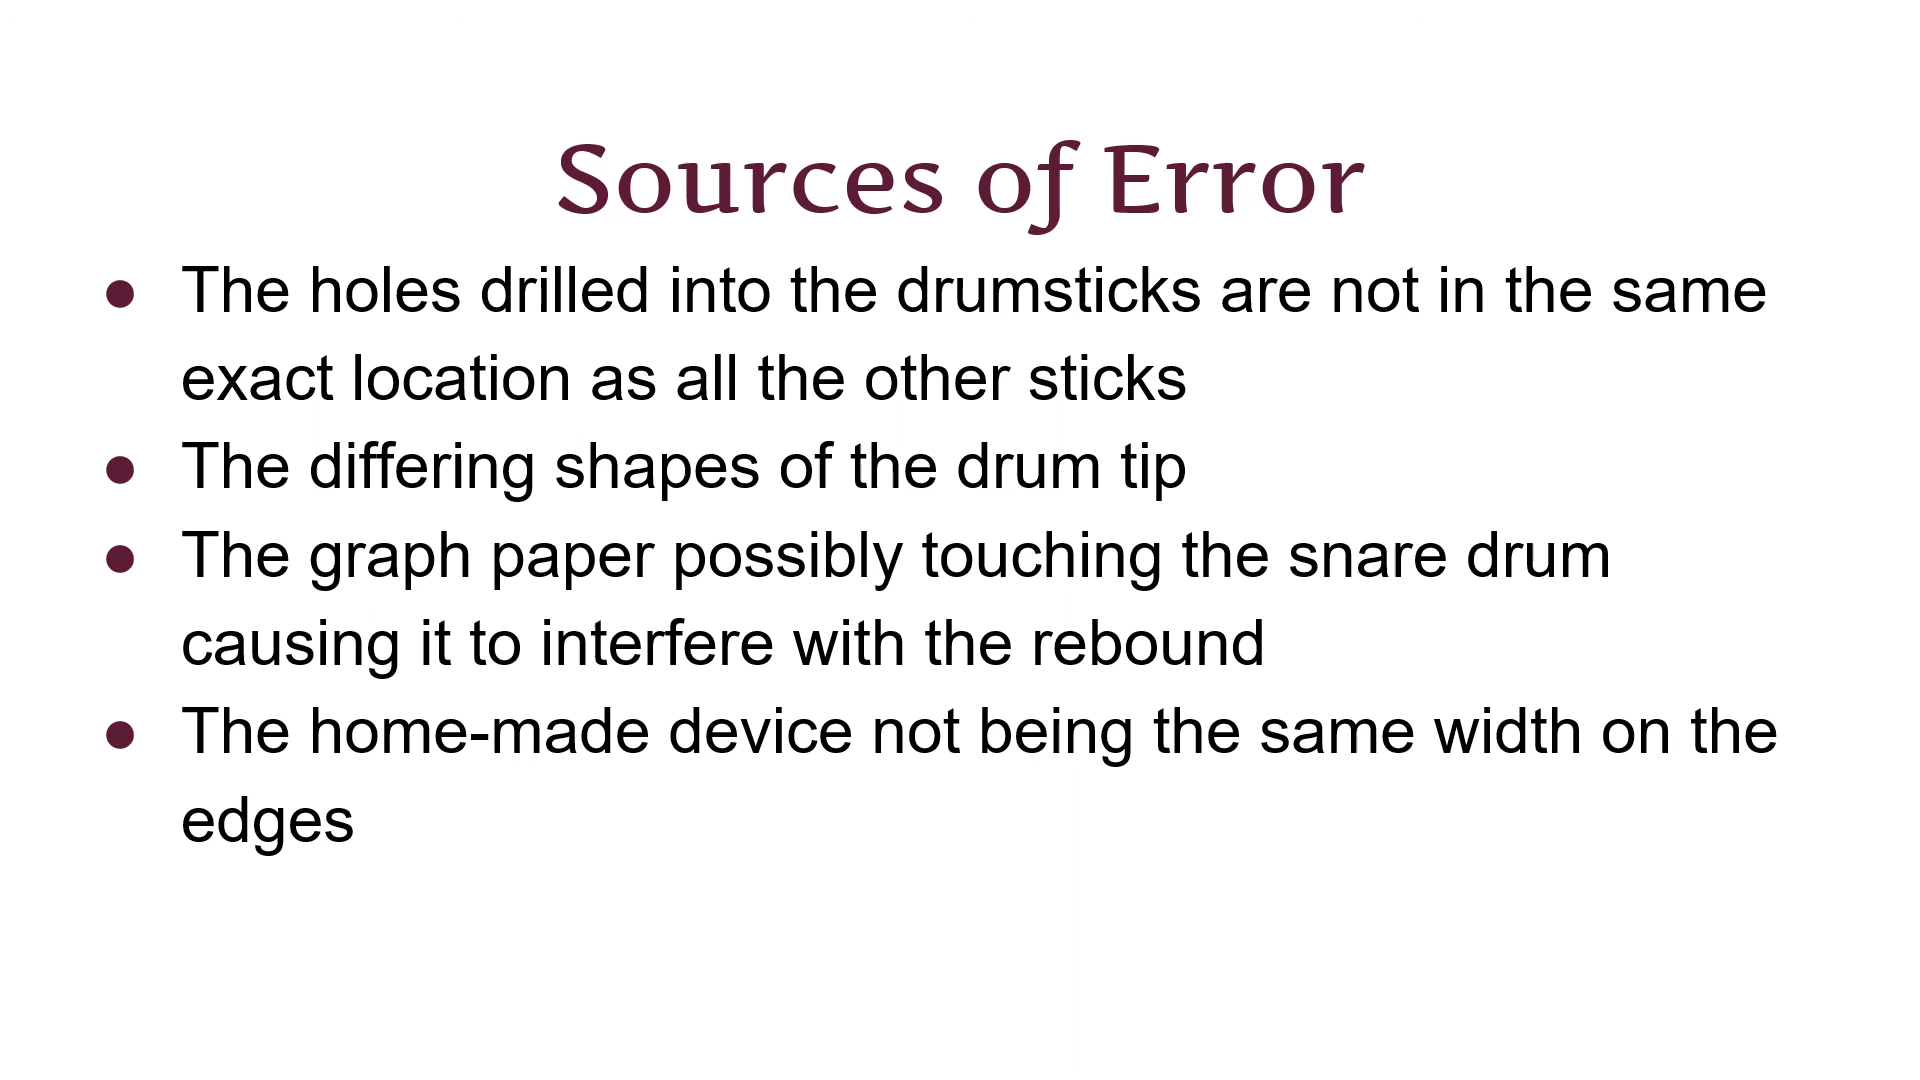 Sources of Error
● The holes drilled into the drumsticks are not in the same
exact location as all the other sticks
● The differing shapes of the drum tip
● The graph paper possibly touching the snare drum
causing it to interfere with the rebound
● The home-made device not being the same width on the
edges